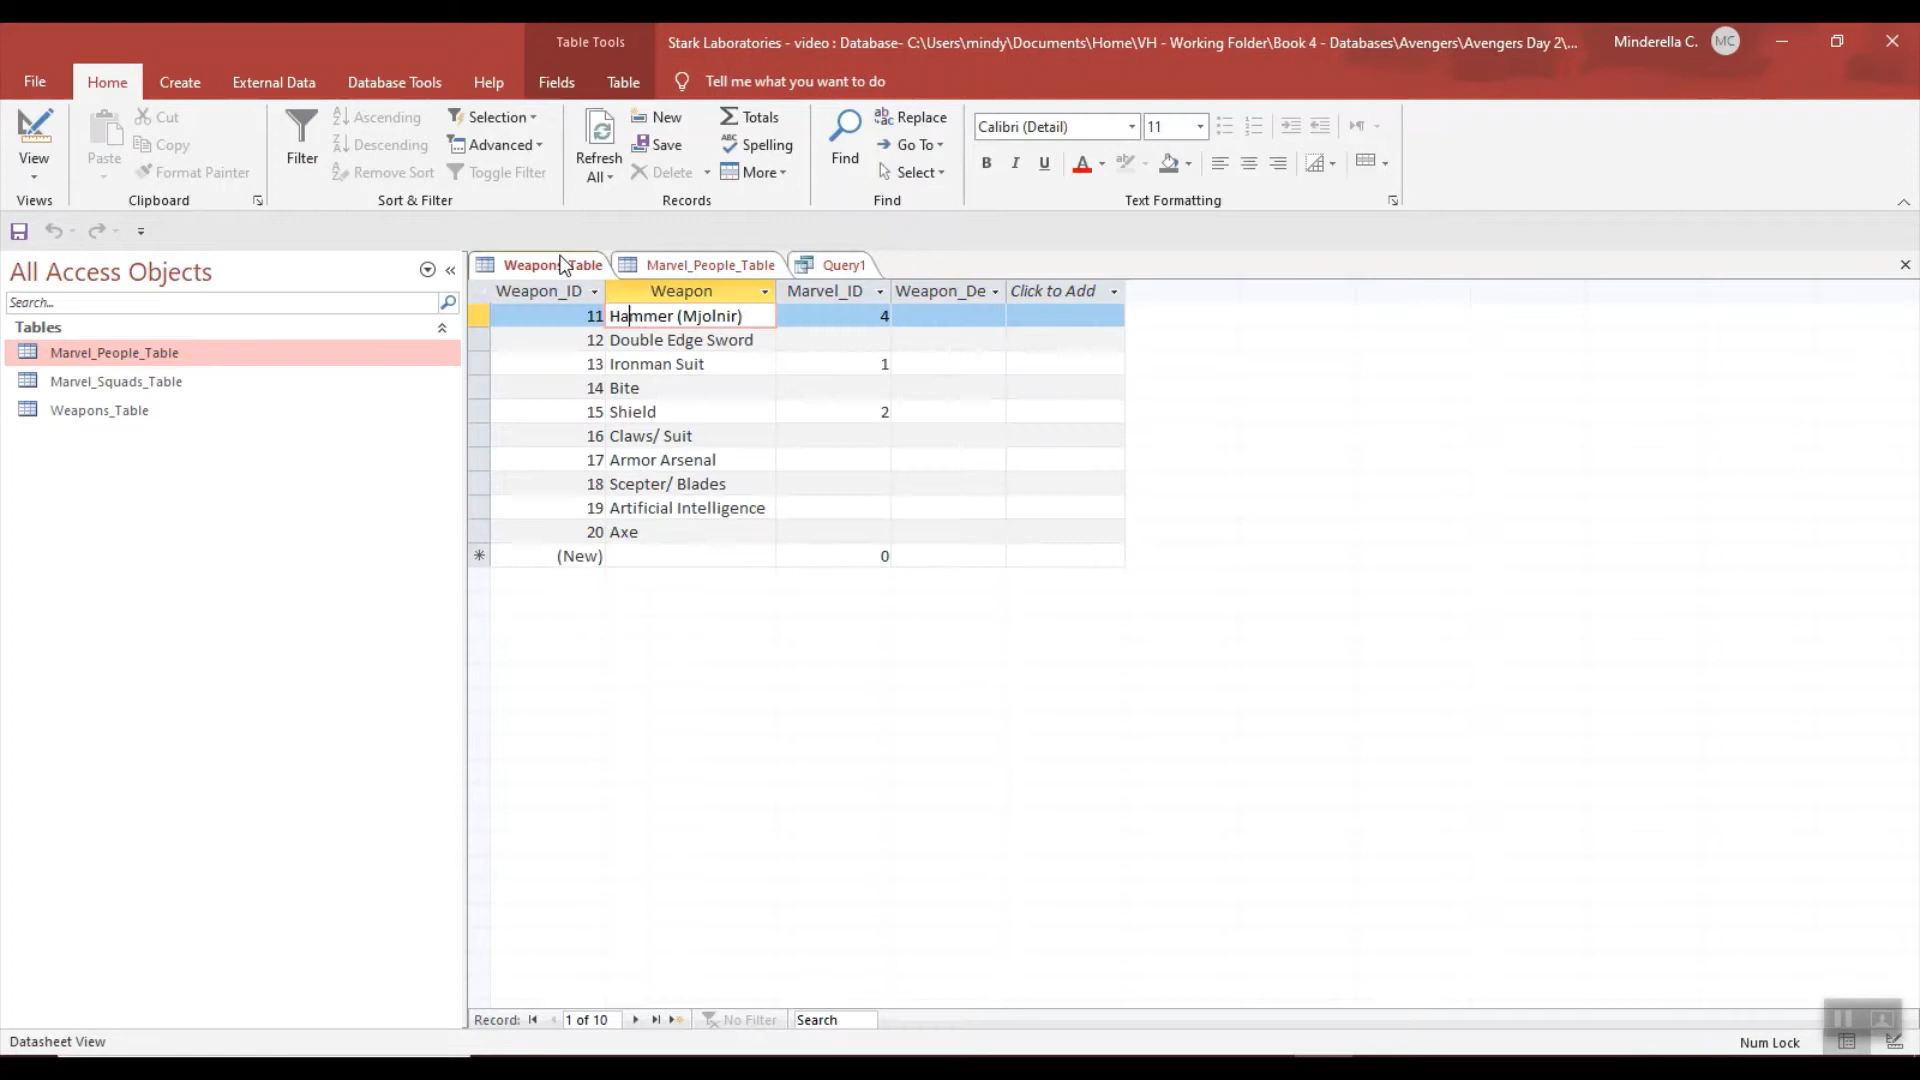 Table Tools
Stark Laboratories - video : Database- C:\Users\mindy\Documents\Home\VH - Working Folder\Book 4 - Databases\Avengers\Avengers Day 2\...
Minderella C.
MC
File
Home
Create
External Data
Database Tools
Help
Fields
Table
Tell me what you want to do
View
Views
Paste
Cut
Copy
Format Painter
Clipboard
Filter
Ascending
Descending
Remove Sort
Selection
Advanced
Toggle Filter
Sort & Filter
Refresh
All
New
Save
Delete
Totals
Spelling
More
Records
Find
Replace
Go To
Select
Find
Calibri (Detail)
11
B I U A
Text Formatting
All Access Objects
Search...
Tables
Marvel_People_Table
Marvel_Squads_Table
Weapons_Table
Weapons_Table
Marvel_People_Table
Query1
Weapon_ID Weapon Marvel_ID Weapon_De Click to Add
11 Hammer (Mjolnir) 4
12 Double Edge Sword
13 Ironman Suit 1
14 Bite
15 Shield 2
16 Claws/ Suit
17 Armor Arsenal
18 Scepter/ Blades
19 Artificial Intelligence
20 Axe
(New) 0
Record: 1 of 10 No Filter Search
Datasheet View
Num Lock